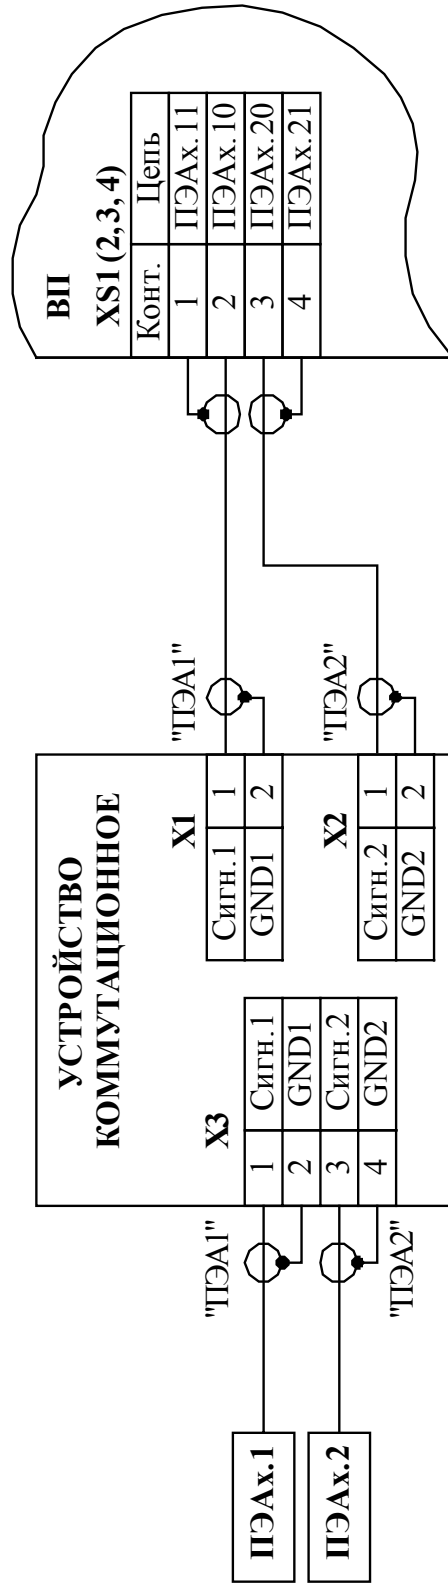 ПЭАх.1
ПЭАх.2
"ПЭА1"
"ПЭА2"
УСТРОЙСТВО
КОММУТАЦИОННОЕ
X3
1 Сигн.1
2 GND1
3 Сигн.2
4 GND2
X1
Сигн.1 1
GND1 2
X2
Сигн.2 1
GND2 2
"ПЭА1"
"ПЭА2"
ВП
XS1 (2,3,4)
Конт. Цепь
1 ПЭАх.11
2 ПЭАх.10
3 ПЭАх.20
4 ПЭАх.21